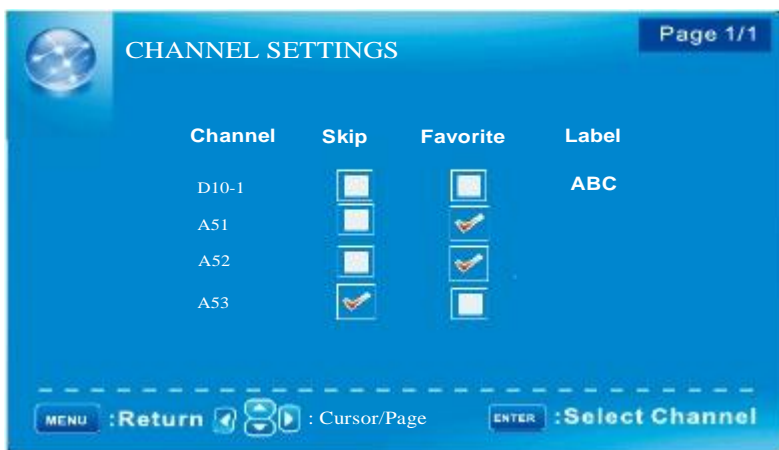 Page 1/1
CHANNEL SETTINGS
Channel Skip Favorite Label
D10-1 ABC
A51
A52
A53
MENU :Return : Cursor/Page ENTER :Select Channel